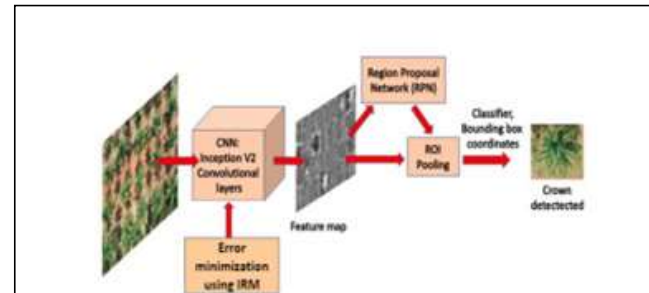 Region Proposal
Network (RPN)
CNN:
Inception V2
Convolutional
layers
ROI
Pooling
Classifier,
Bounding box
coordinates
Crown
detectected
Feature map
Error
minimization
using IRM